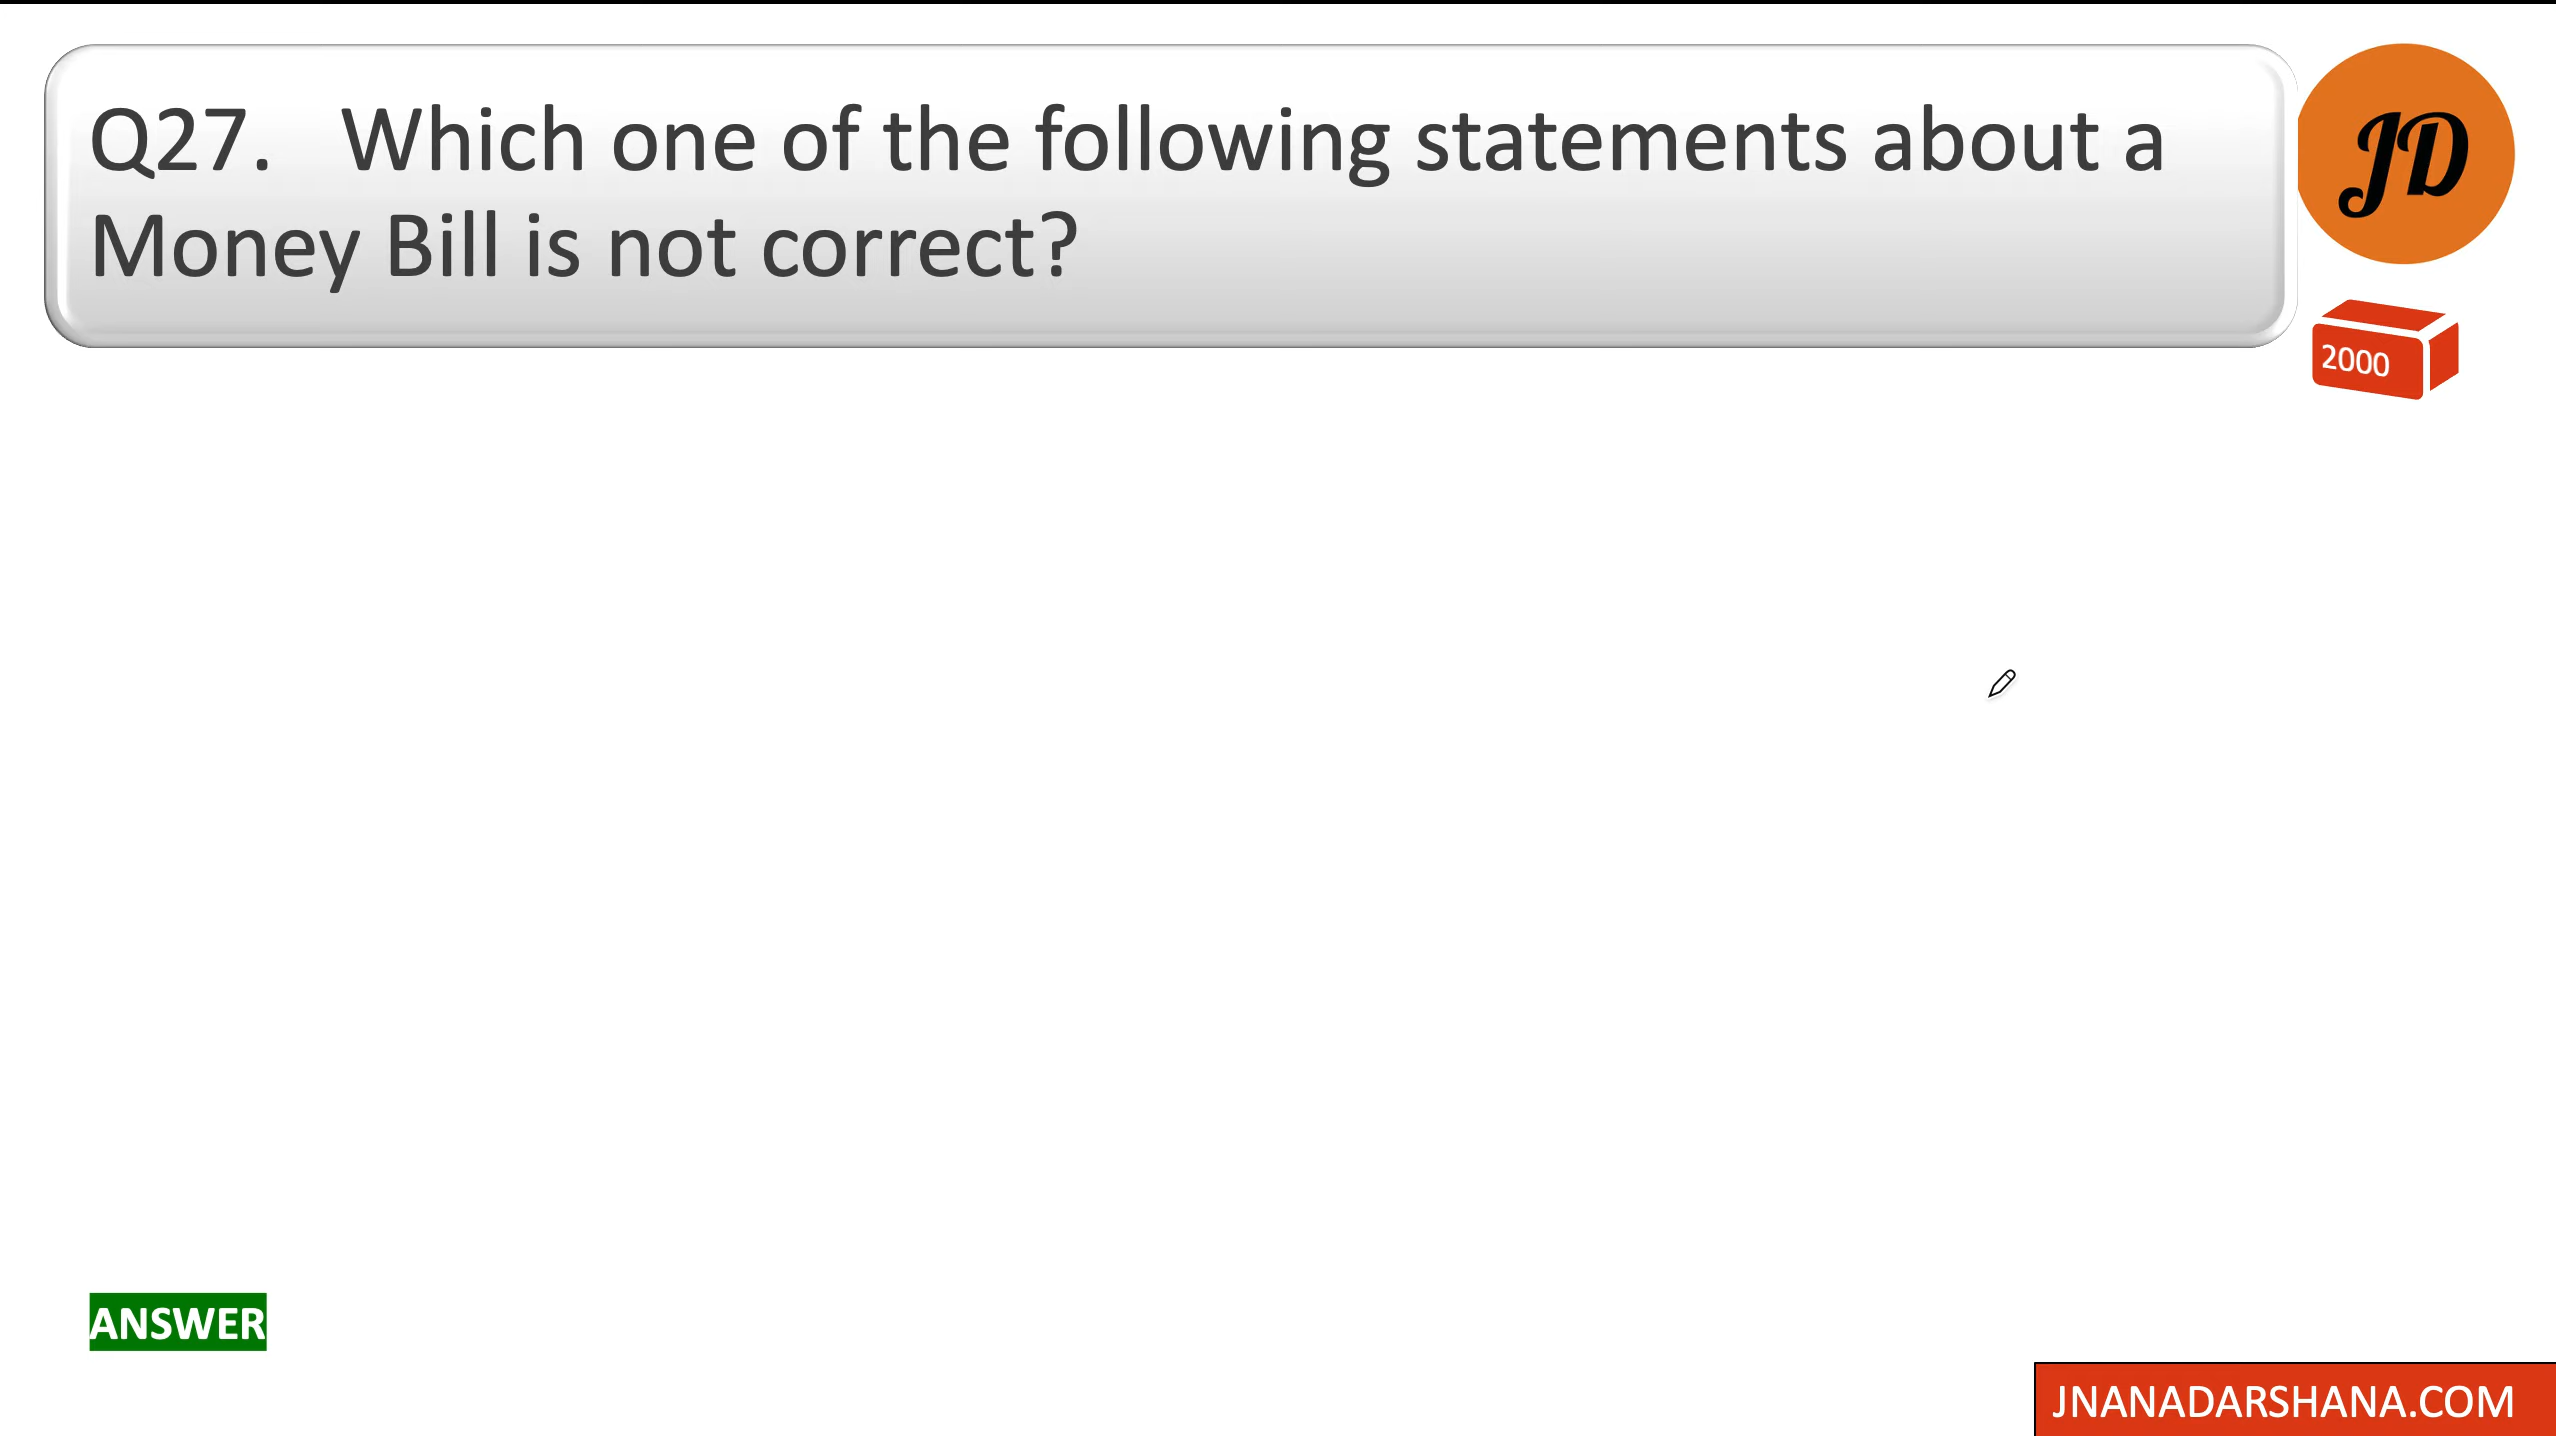 Q27. Which one of the following statements about a
Money Bill is not correct?
JD
2000
ANSWER
JNANADARSHANA.COM